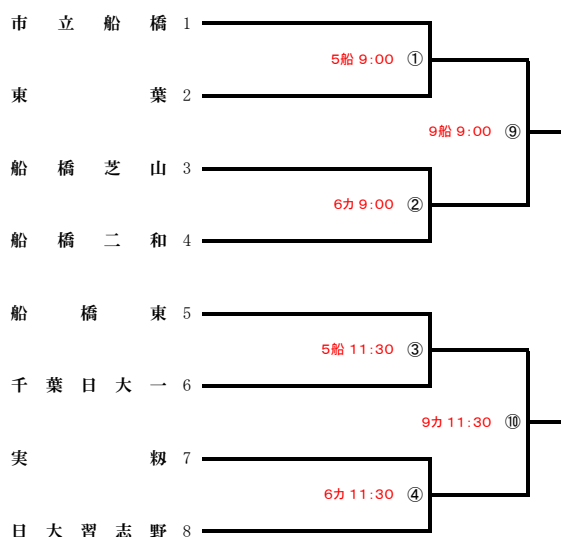 市立船橋 1
5船 9:00 ①
東葉 2
9船 9:00 ⑨
船橋芝山 3
6カ 9:00 ②
船橋二和 4
船橋東 5
5船 11:30 ③
千葉日大一 6
9カ 11:30 ⑩
実籾 7
6カ 11:30 ④
日大習志野 8